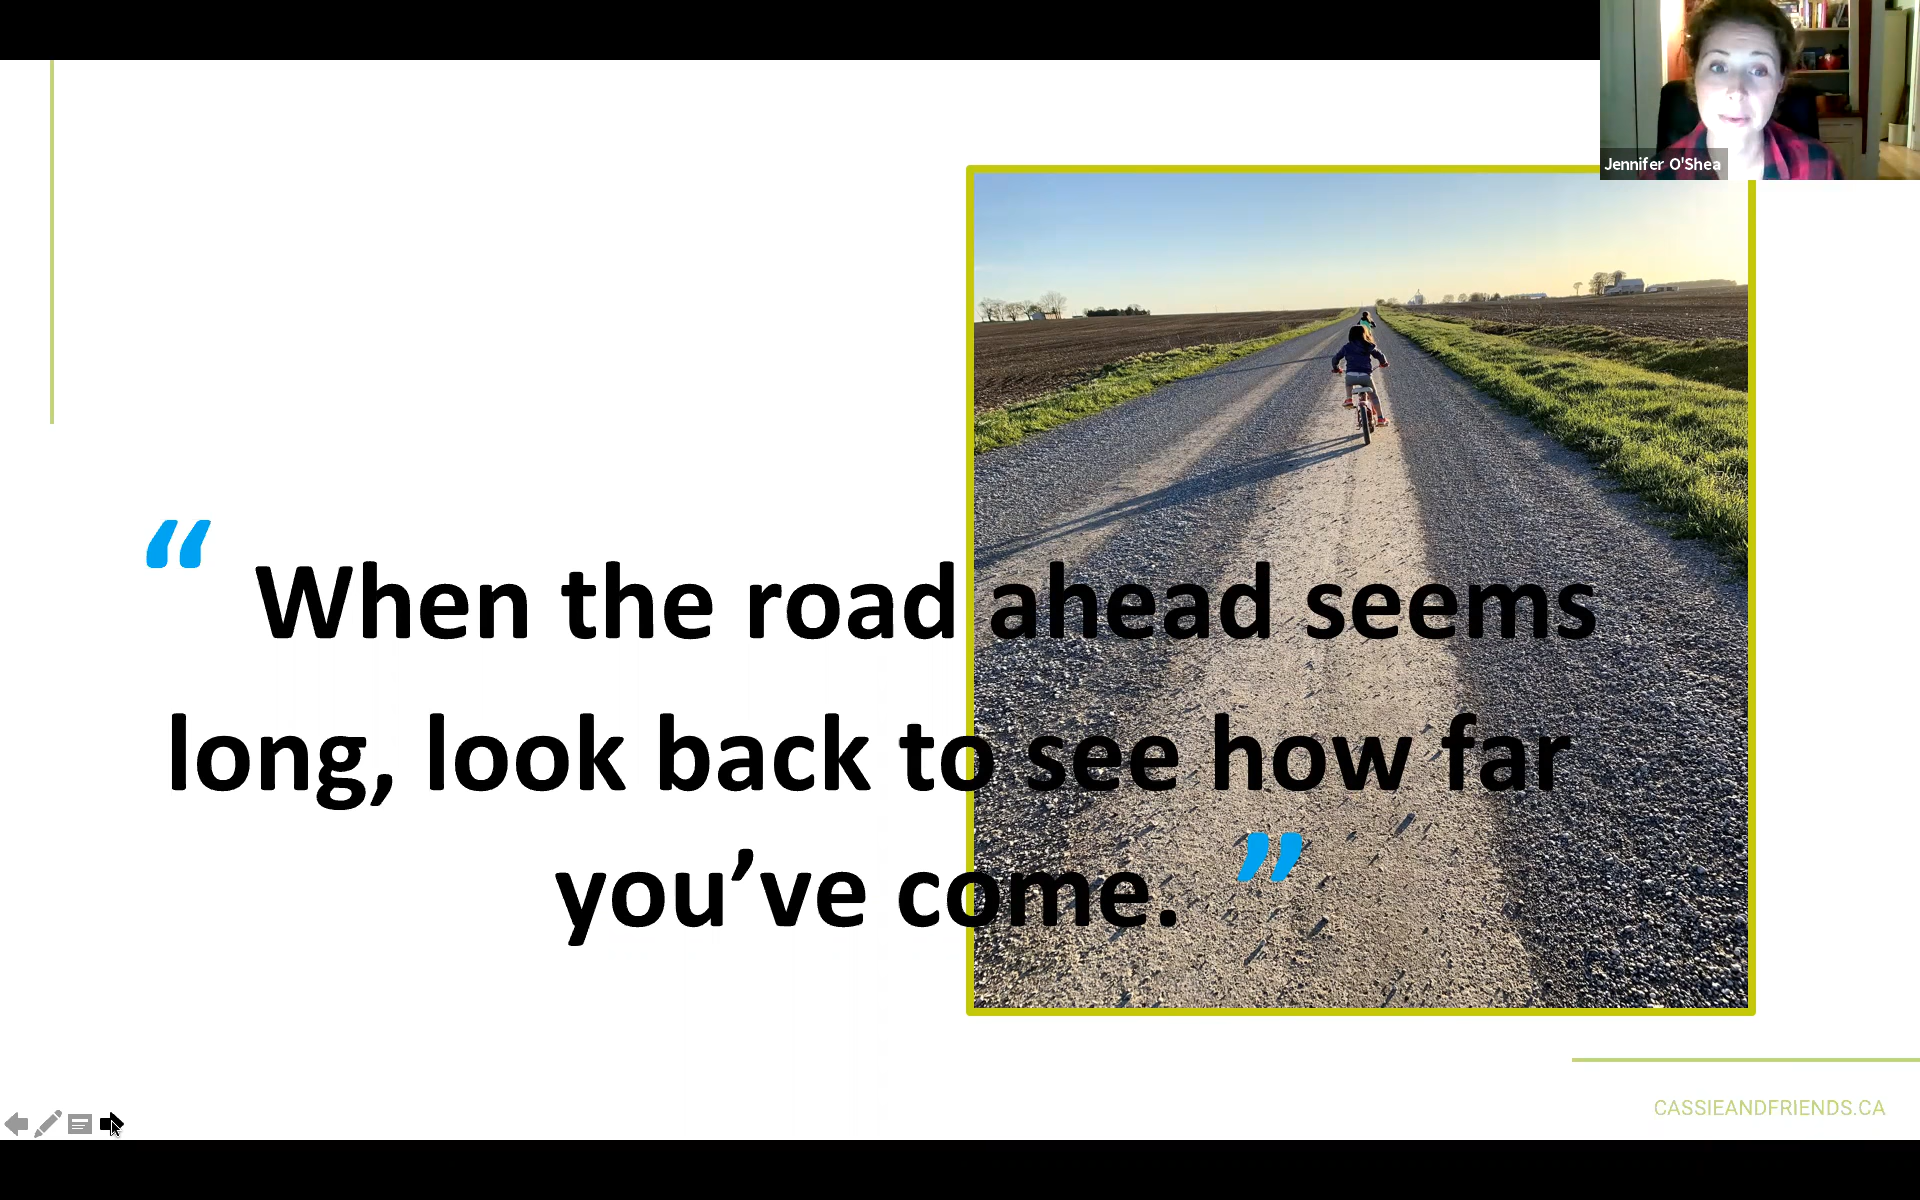 Jennifer O'Shea
“ When the road ahead seems
long, look back to see how far
you’ve come. ”
CASSIEANDFRIENDS.CA